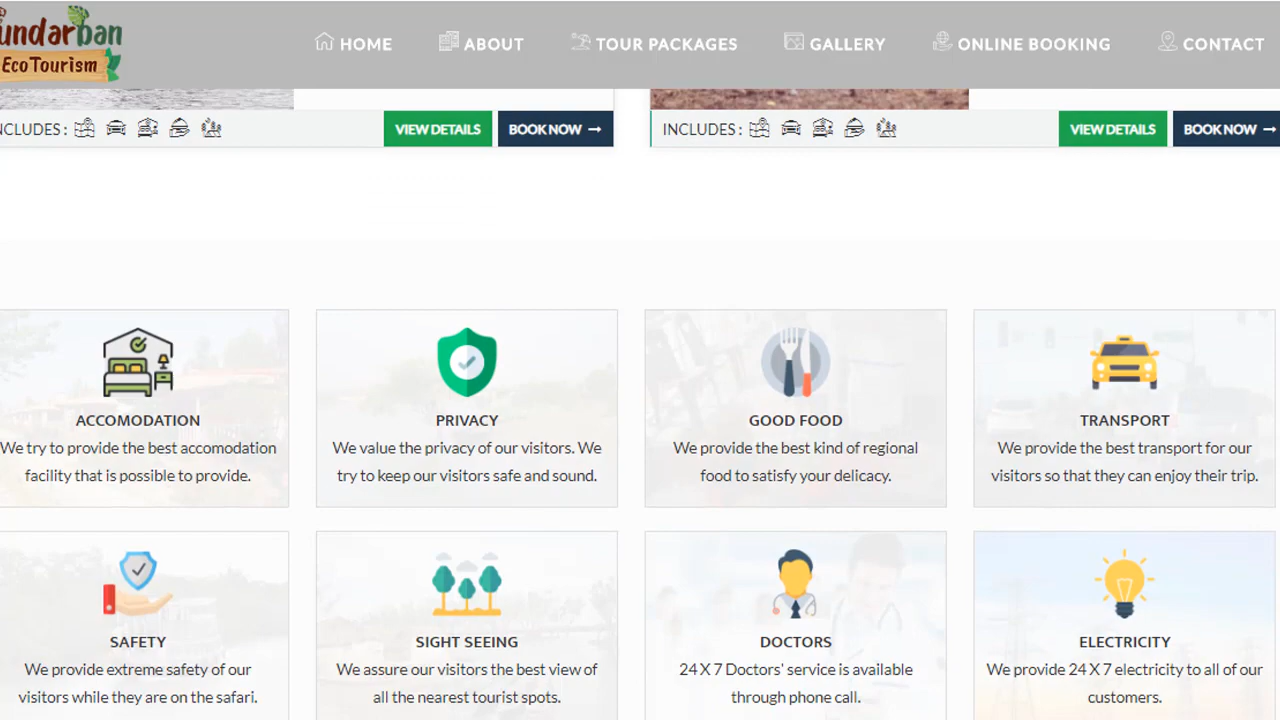 undarban
EcoTourism
HOME
ABOUT
TOUR PACKAGES
GALLERY
ONLINE BOOKING
CONTACT
NCLUDES :
VIEW DETAILS
BOOK NOW →
INCLUDES :
VIEW DETAILS
BOOK NOW →
ACCOMODATION
We try to provide the best accomodation
facility that is possible to provide.
PRIVACY
We value the privacy of our visitors. We
try to keep our visitors safe and sound.
GOOD FOOD
We provide the best kind of regional
food to satisfy your delicacy.
TRANSPORT
We provide the best transport for our
visitors so that they can enjoy their trip.
SAFETY
We provide extreme safety of our
visitors while they are on the safari.
SIGHT SEEING
We assure our visitors the best view of
all the nearest tourist spots.
DOCTORS
24 X 7 Doctors' service is available
through phone call.
ELECTRICITY
We provide 24 X 7 electricity to all of our
customers.